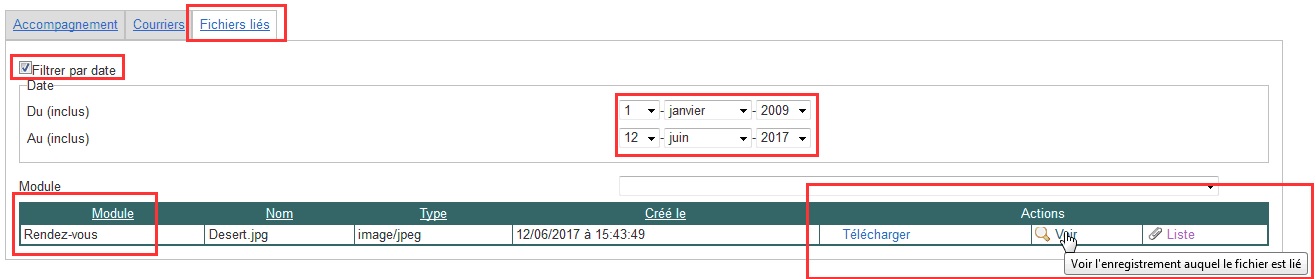 Accompagnement Courriers Fichiers liés
Filtrer par date
Date
Du (inclus) 1 - janvier - 2009
Au (inclus) 12 - juin - 2017
Module
Module Nom Type Créé le Actions
Rendez-vous Desert.jpg image/jpeg 12/06/2017 à 15:43:49 Télécharger Voir Liste
Voir l'enregistrement auquel le fichier est lié